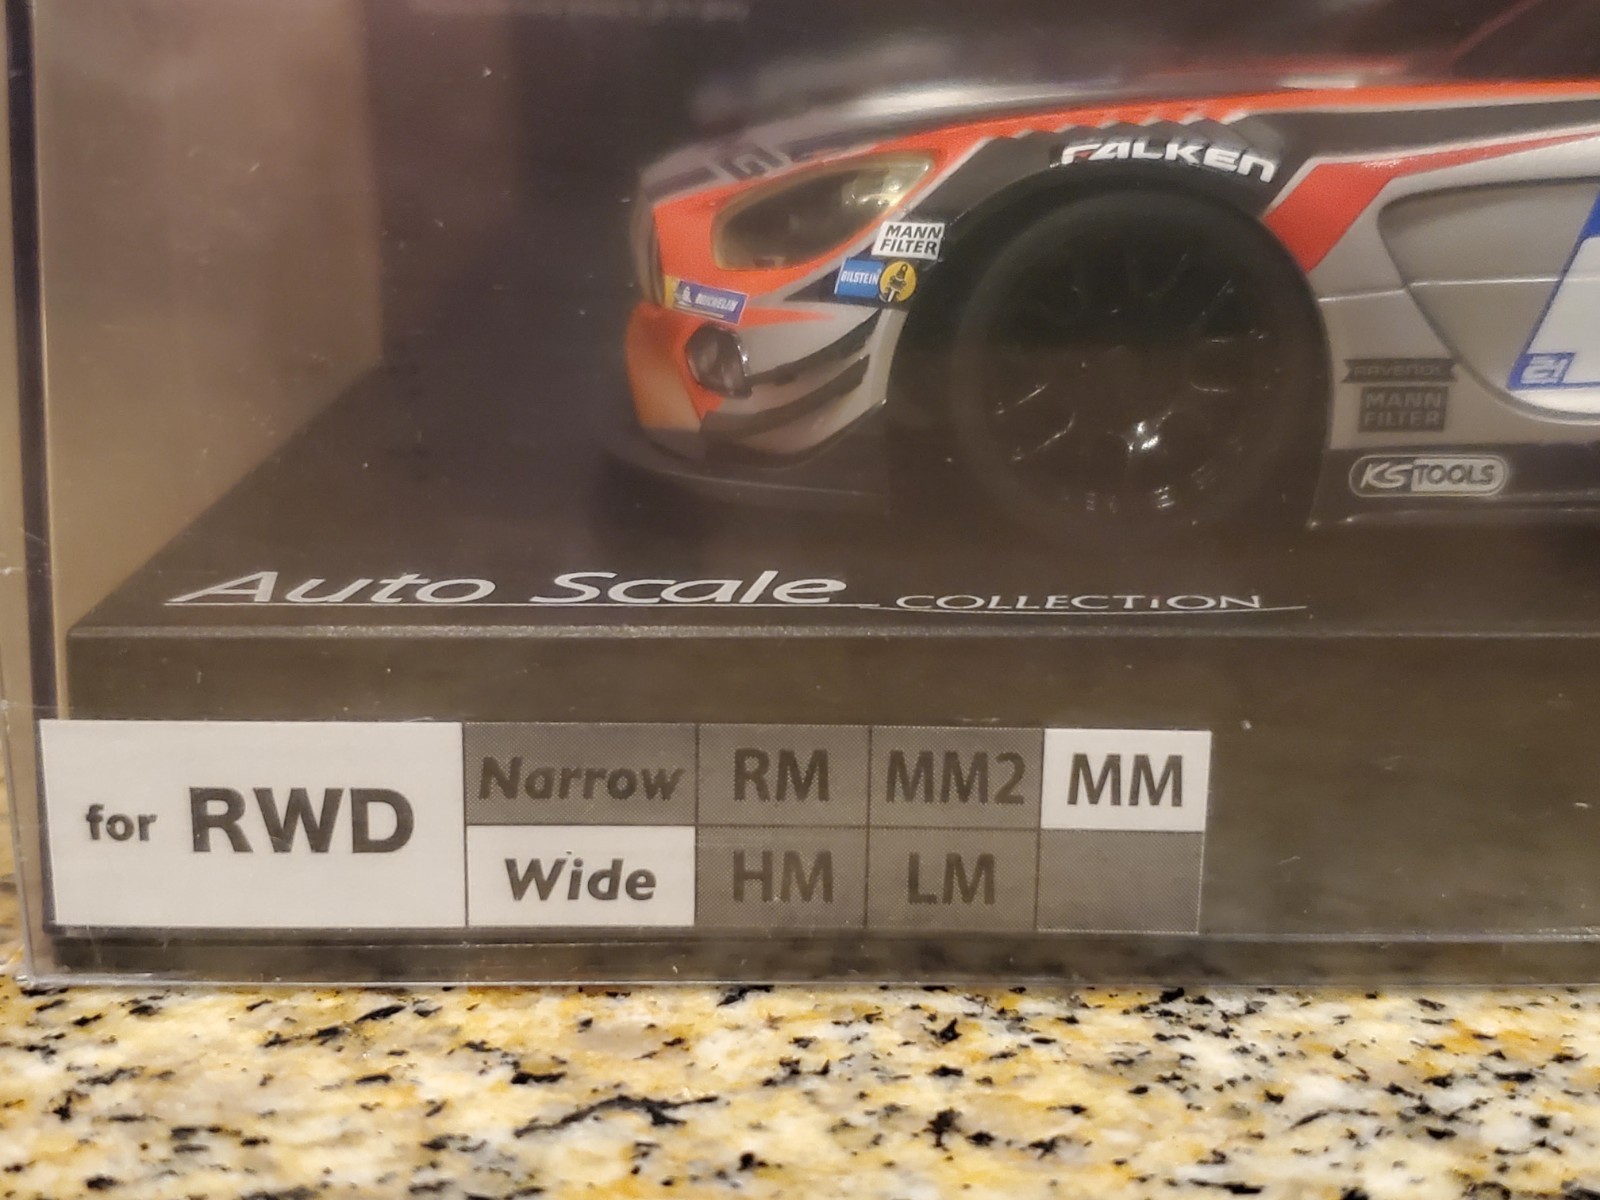 FALKEN
MANN
FILTER
BILSTEIN
MICHELIN
RAVENOL
MANN
FILTER
KS TOOLS
Auto Scale COLLECTION
for RWD
Narrow RM MM2 MM
Wide HM LM